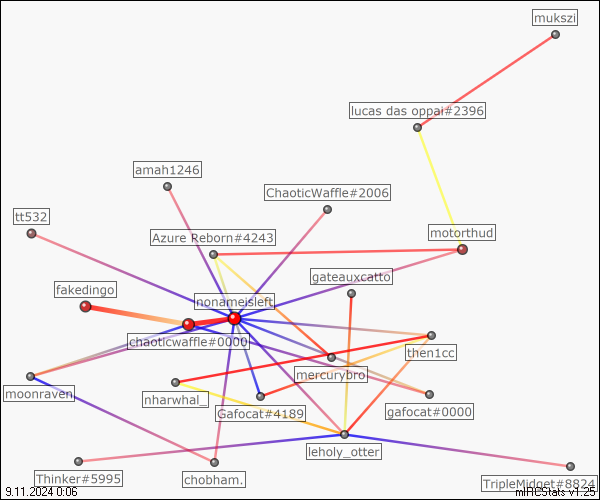 mukszi
lucas das oppai#2396
amah1246
ChaoticWaffle#2006
tt532
Azure Reborn#4243
motorthud
gateauxcatto
fakedingo
nonameisleft
chaoticwaffle#0000
then1cc
mercurybro
moonraven
nharwhal_
Gafocat#4189
gafocat#0000
leholy_otter
Thinker#5995
chobham.
TripleMidget#8824
9.11.2024 0:06
mIRCStats v1.25